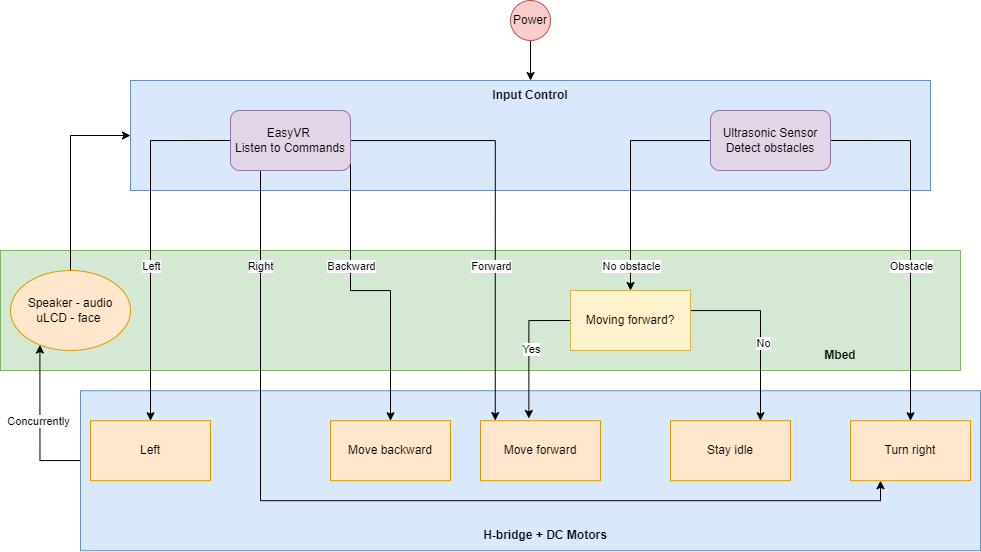 Power
Input Control
EasyVR
Listen to Commands
Ultrasonic Sensor
Detect obstacles
Left
Right
Backward
Forward
No obstacle
Obstacle
Speaker - audio
uLCD - face
Moving forward?
Yes
No
Mbed
Concurrently
Left
Move backward
Move forward
Stay idle
Turn right
H-bridge + DC Motors